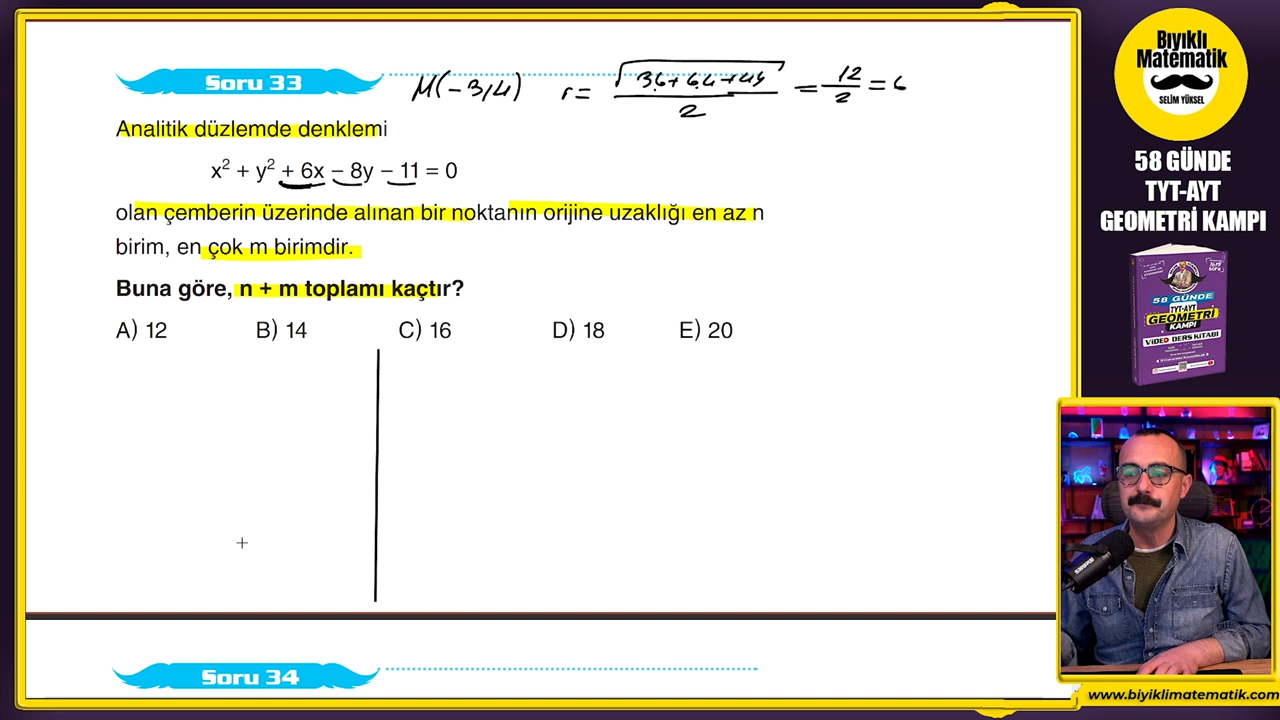 Soru 33
M(-3,4) r = √36+64+44 / 2 = 12/2 = 6
Analitik düzlemde denklemi
x² + y² + 6x – 8y – 11 = 0
olan çemberin üzerinde alınan bir noktanın orijine uzaklığı en az n
birim, en çok m birimdir.
Buna göre, n + m toplamı kaçtır?
A) 12 B) 14 C) 16 D) 18 E) 20
Soru 34
Bıyıklı
Matematik
SELİM YÜKSEL
58 GÜNDE
TYT-AYT
GEOMETRİ KAMPI
58 GÜNDE
TYT-AYT
GEOMETRİ
KAMPI
VİDEO DERS KİTABI
www.biyiklimatematik.com